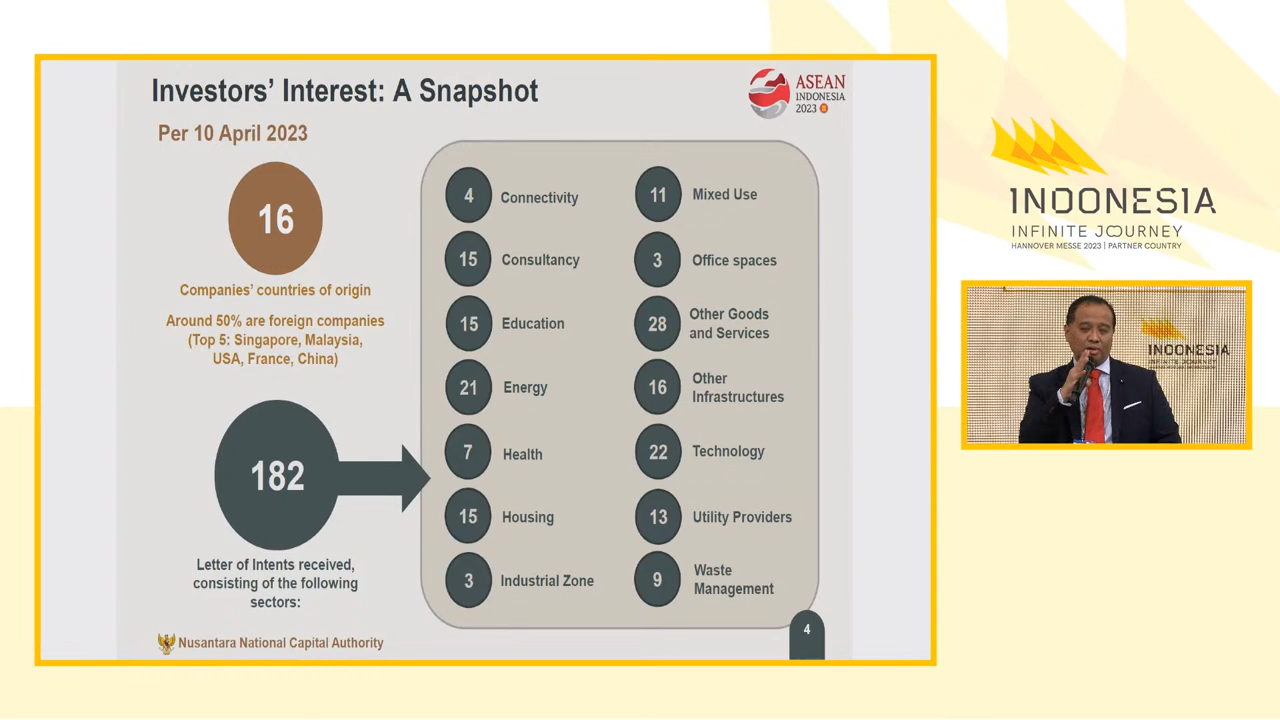 Investors’ Interest: A Snapshot
ASEAN
INDONESIA
2023
Per 10 April 2023
16
Companies’ countries of origin
Around 50% are foreign companies
(Top 5: Singapore, Malaysia,
USA, France, China)
182
Letter of Intents received,
consisting of the following
sectors:
4 Connectivity
15 Consultancy
15 Education
21 Energy
7 Health
15 Housing
3 Industrial Zone
11 Mixed Use
3 Office spaces
28 Other Goods
and Services
16 Other
Infrastructures
22 Technology
13 Utility Providers
9 Waste
Management
Nusantara National Capital Authority
4
INDONESIA
INFINITE JOURNEY
HANNOVER MESSE 2023 | PARTNER COUNTRY
INDONESIA
INFINITE JOURNEY